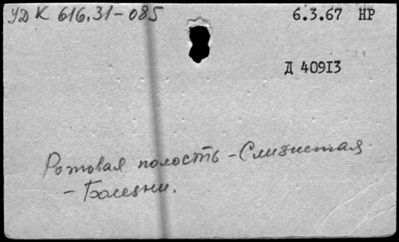 УДК 616.31-085 6.3.67 НР
Д 40913
Ротовая полость - Слизистая
- Болезни.